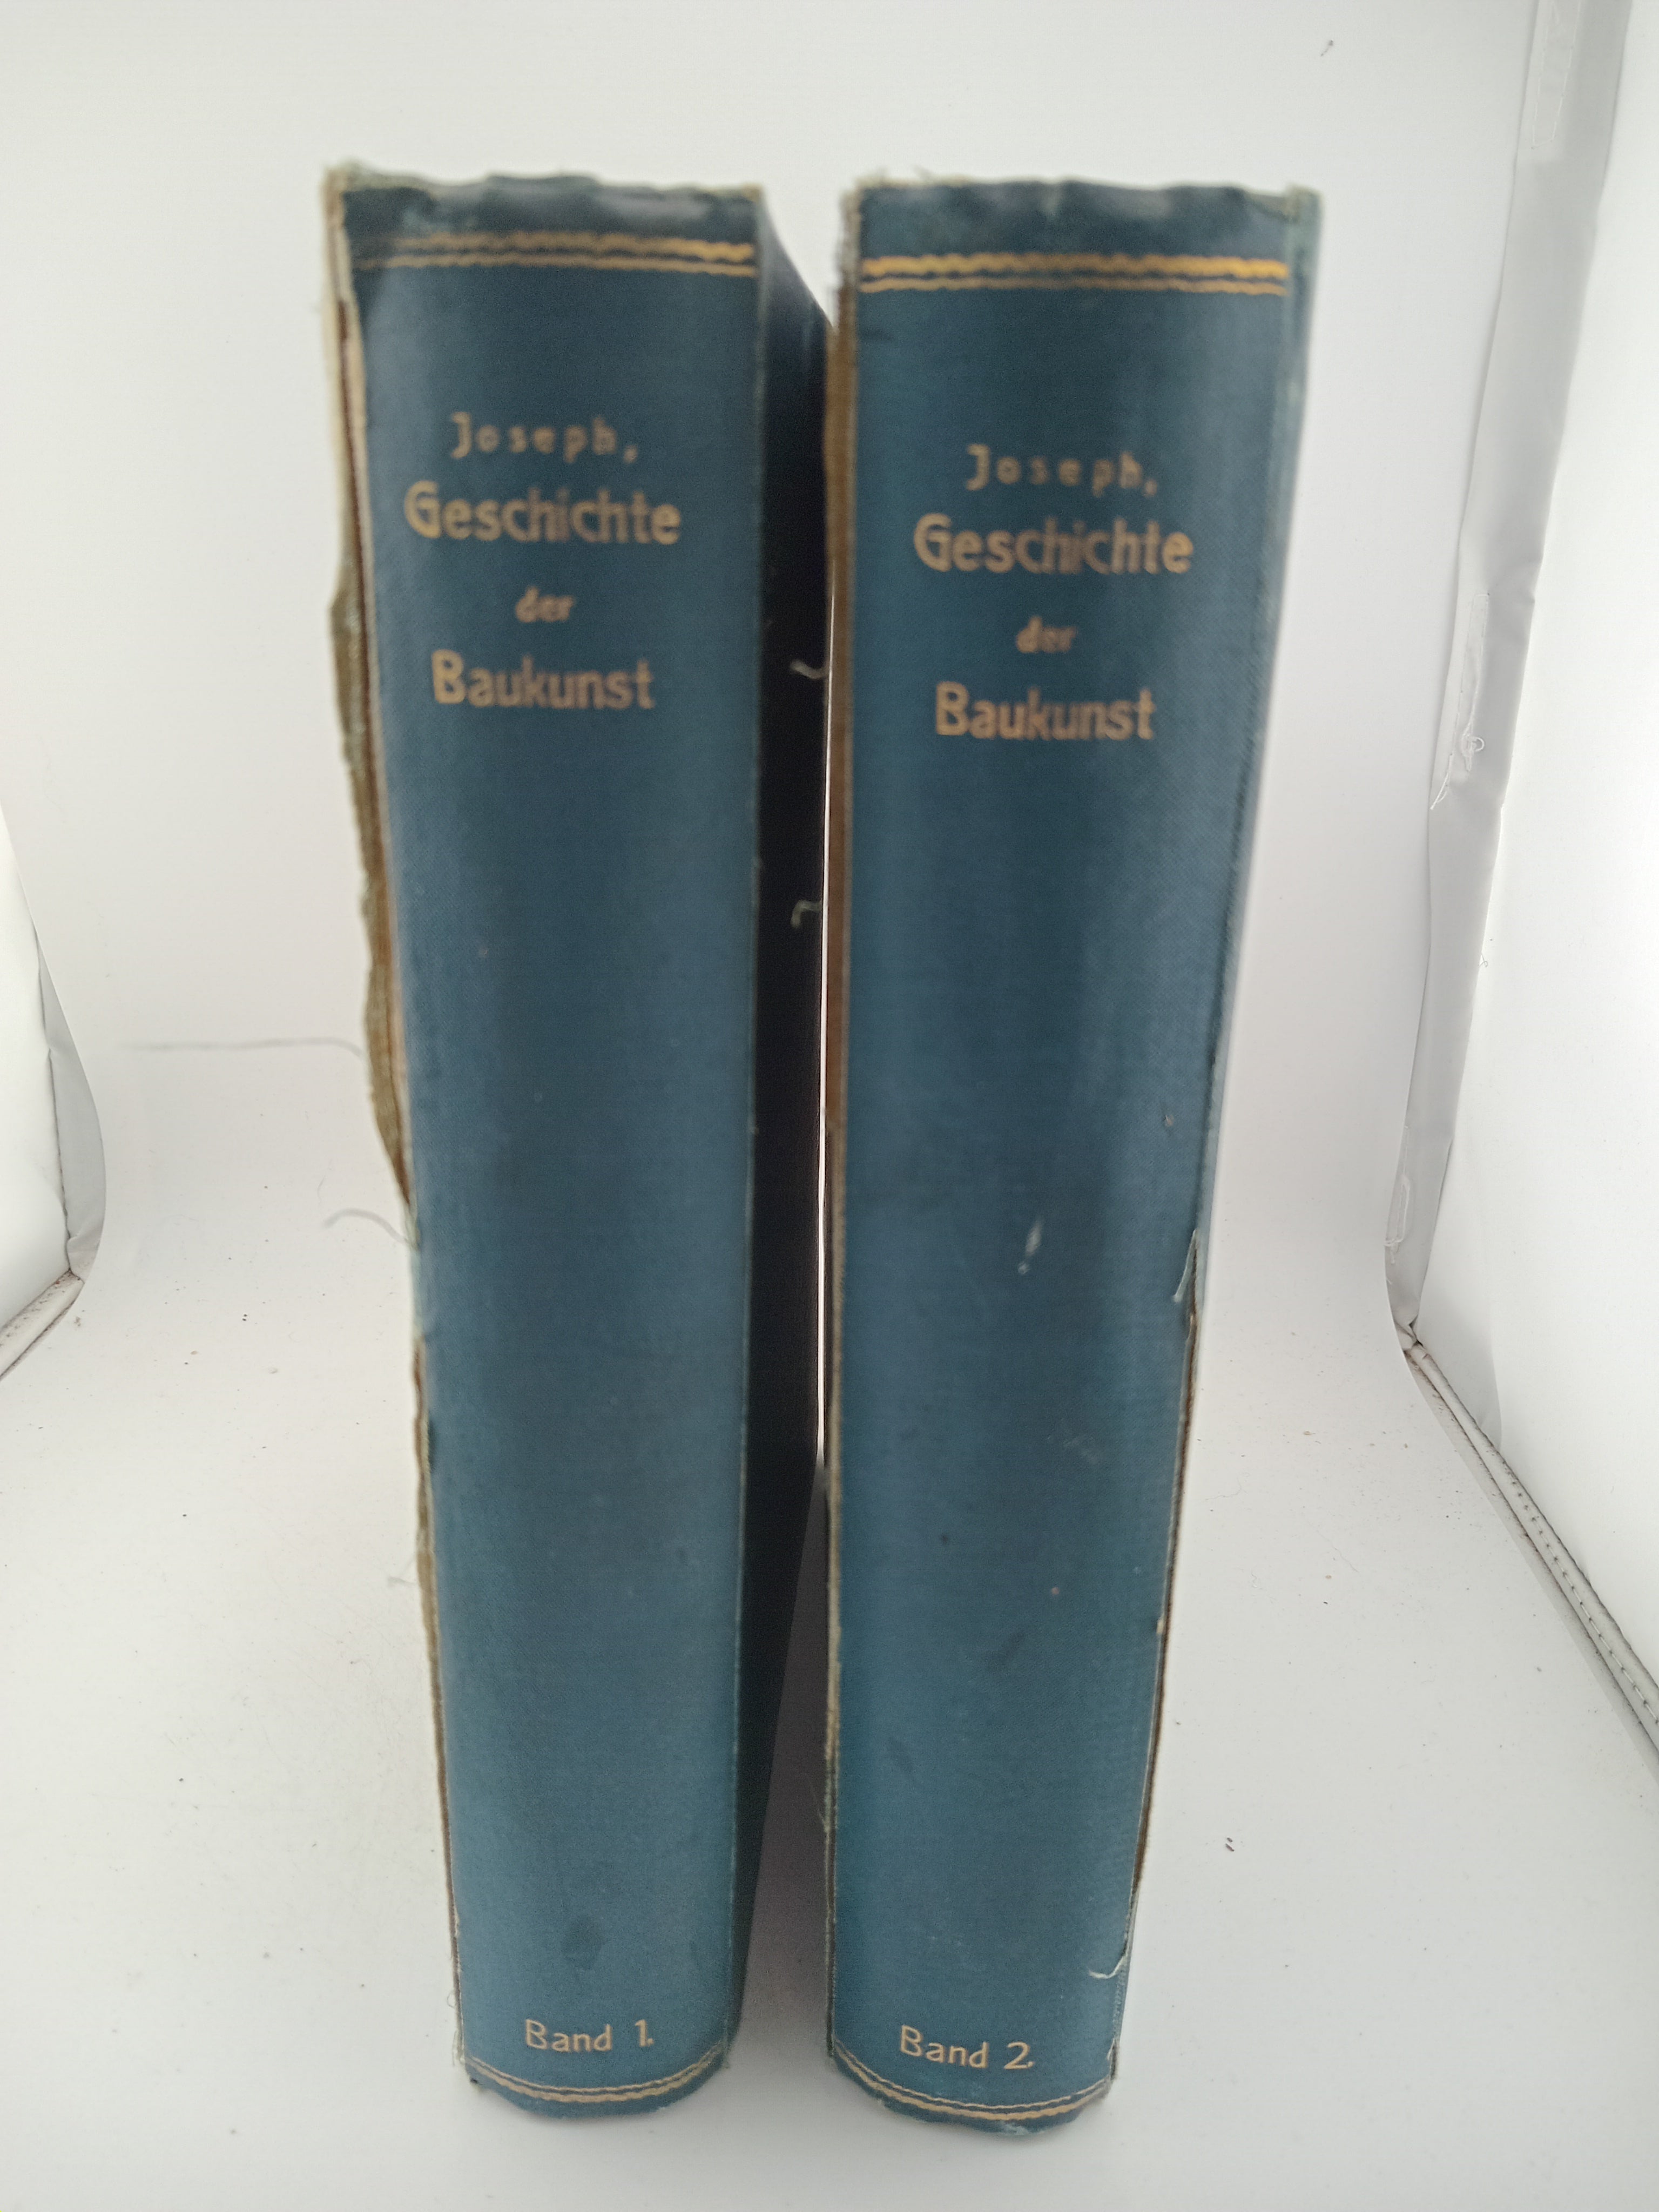 Joseph,
Geschichte
der
Baukunst
Band 1.
Joseph,
Geschichte
der
Baukunst
Band 2.